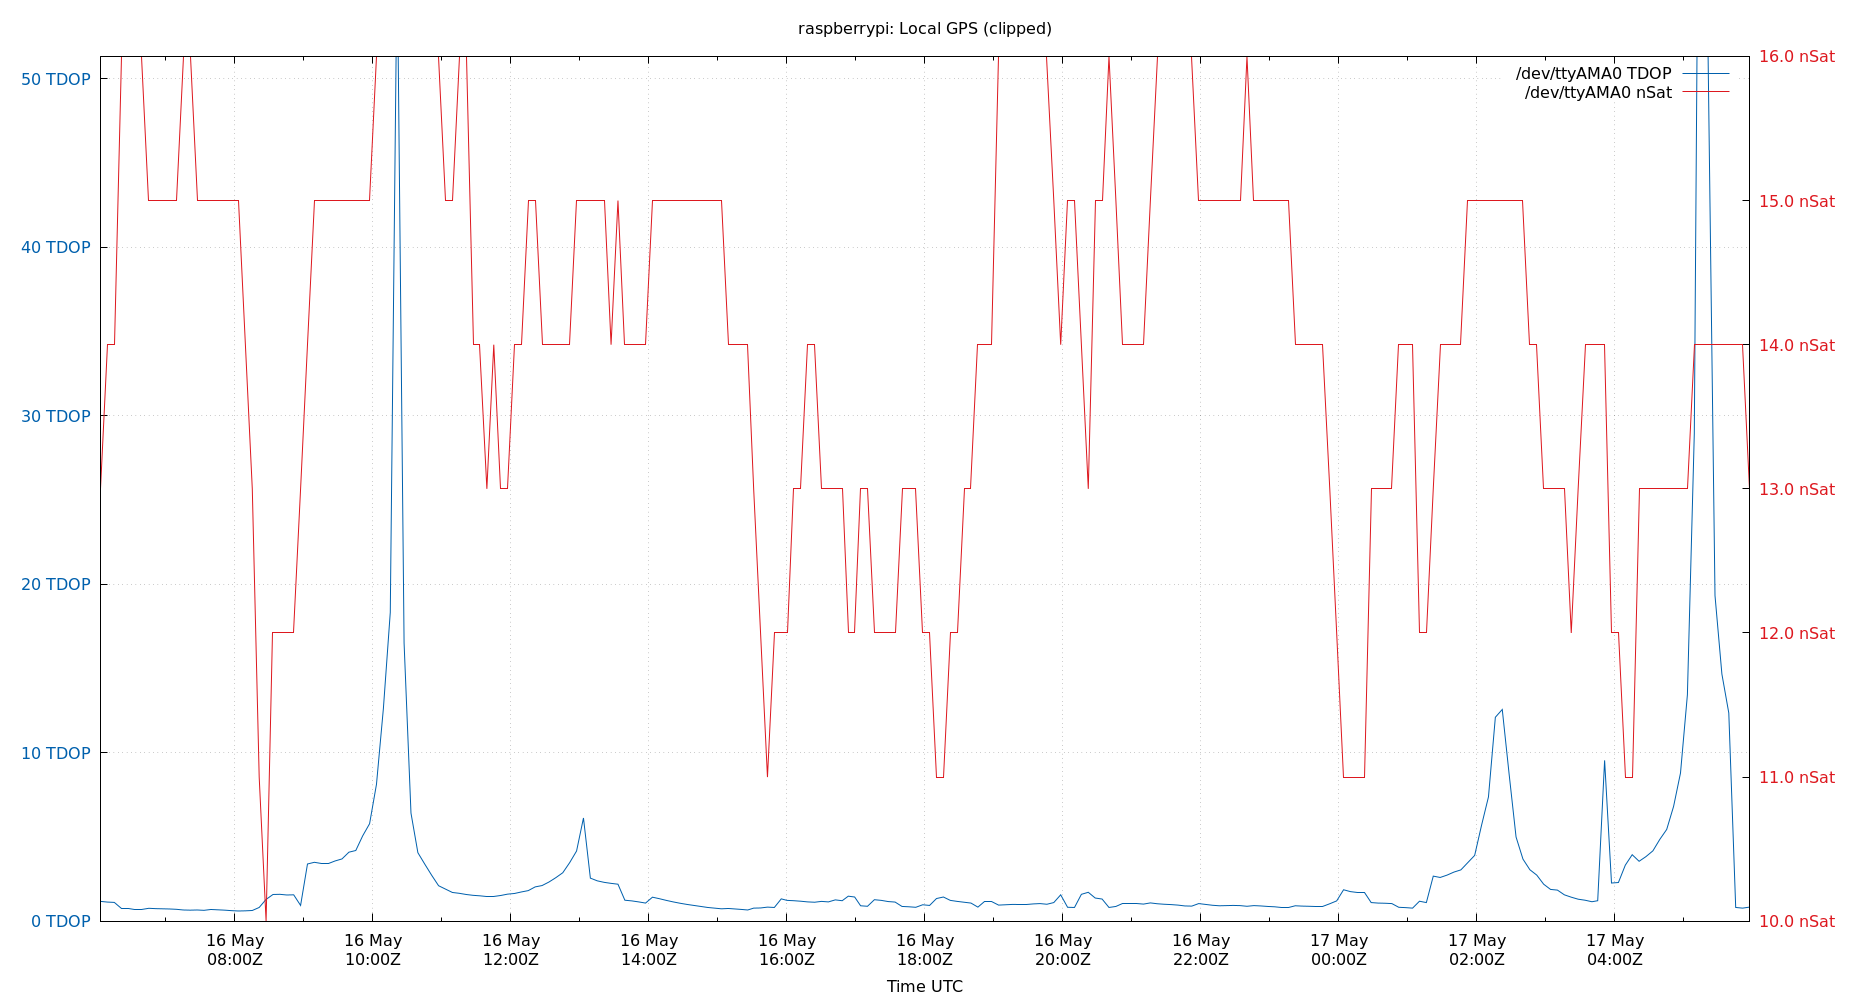 raspberrypi: Local GPS (clipped)
50 TDOP
40 TDOP
30 TDOP
20 TDOP
10 TDOP
0 TDOP
16.0 nSat
15.0 nSat
14.0 nSat
13.0 nSat
12.0 nSat
11.0 nSat
10.0 nSat
/dev/ttyAMA0 TDOP
/dev/ttyAMA0 nSat
16 May 16 May 16 May 16 May 16 May 16 May 16 May 16 May 17 May 17 May 17 May
08:00Z 10:00Z 12:00Z 14:00Z 16:00Z 18:00Z 20:00Z 22:00Z 00:00Z 02:00Z 04:00Z
Time UTC